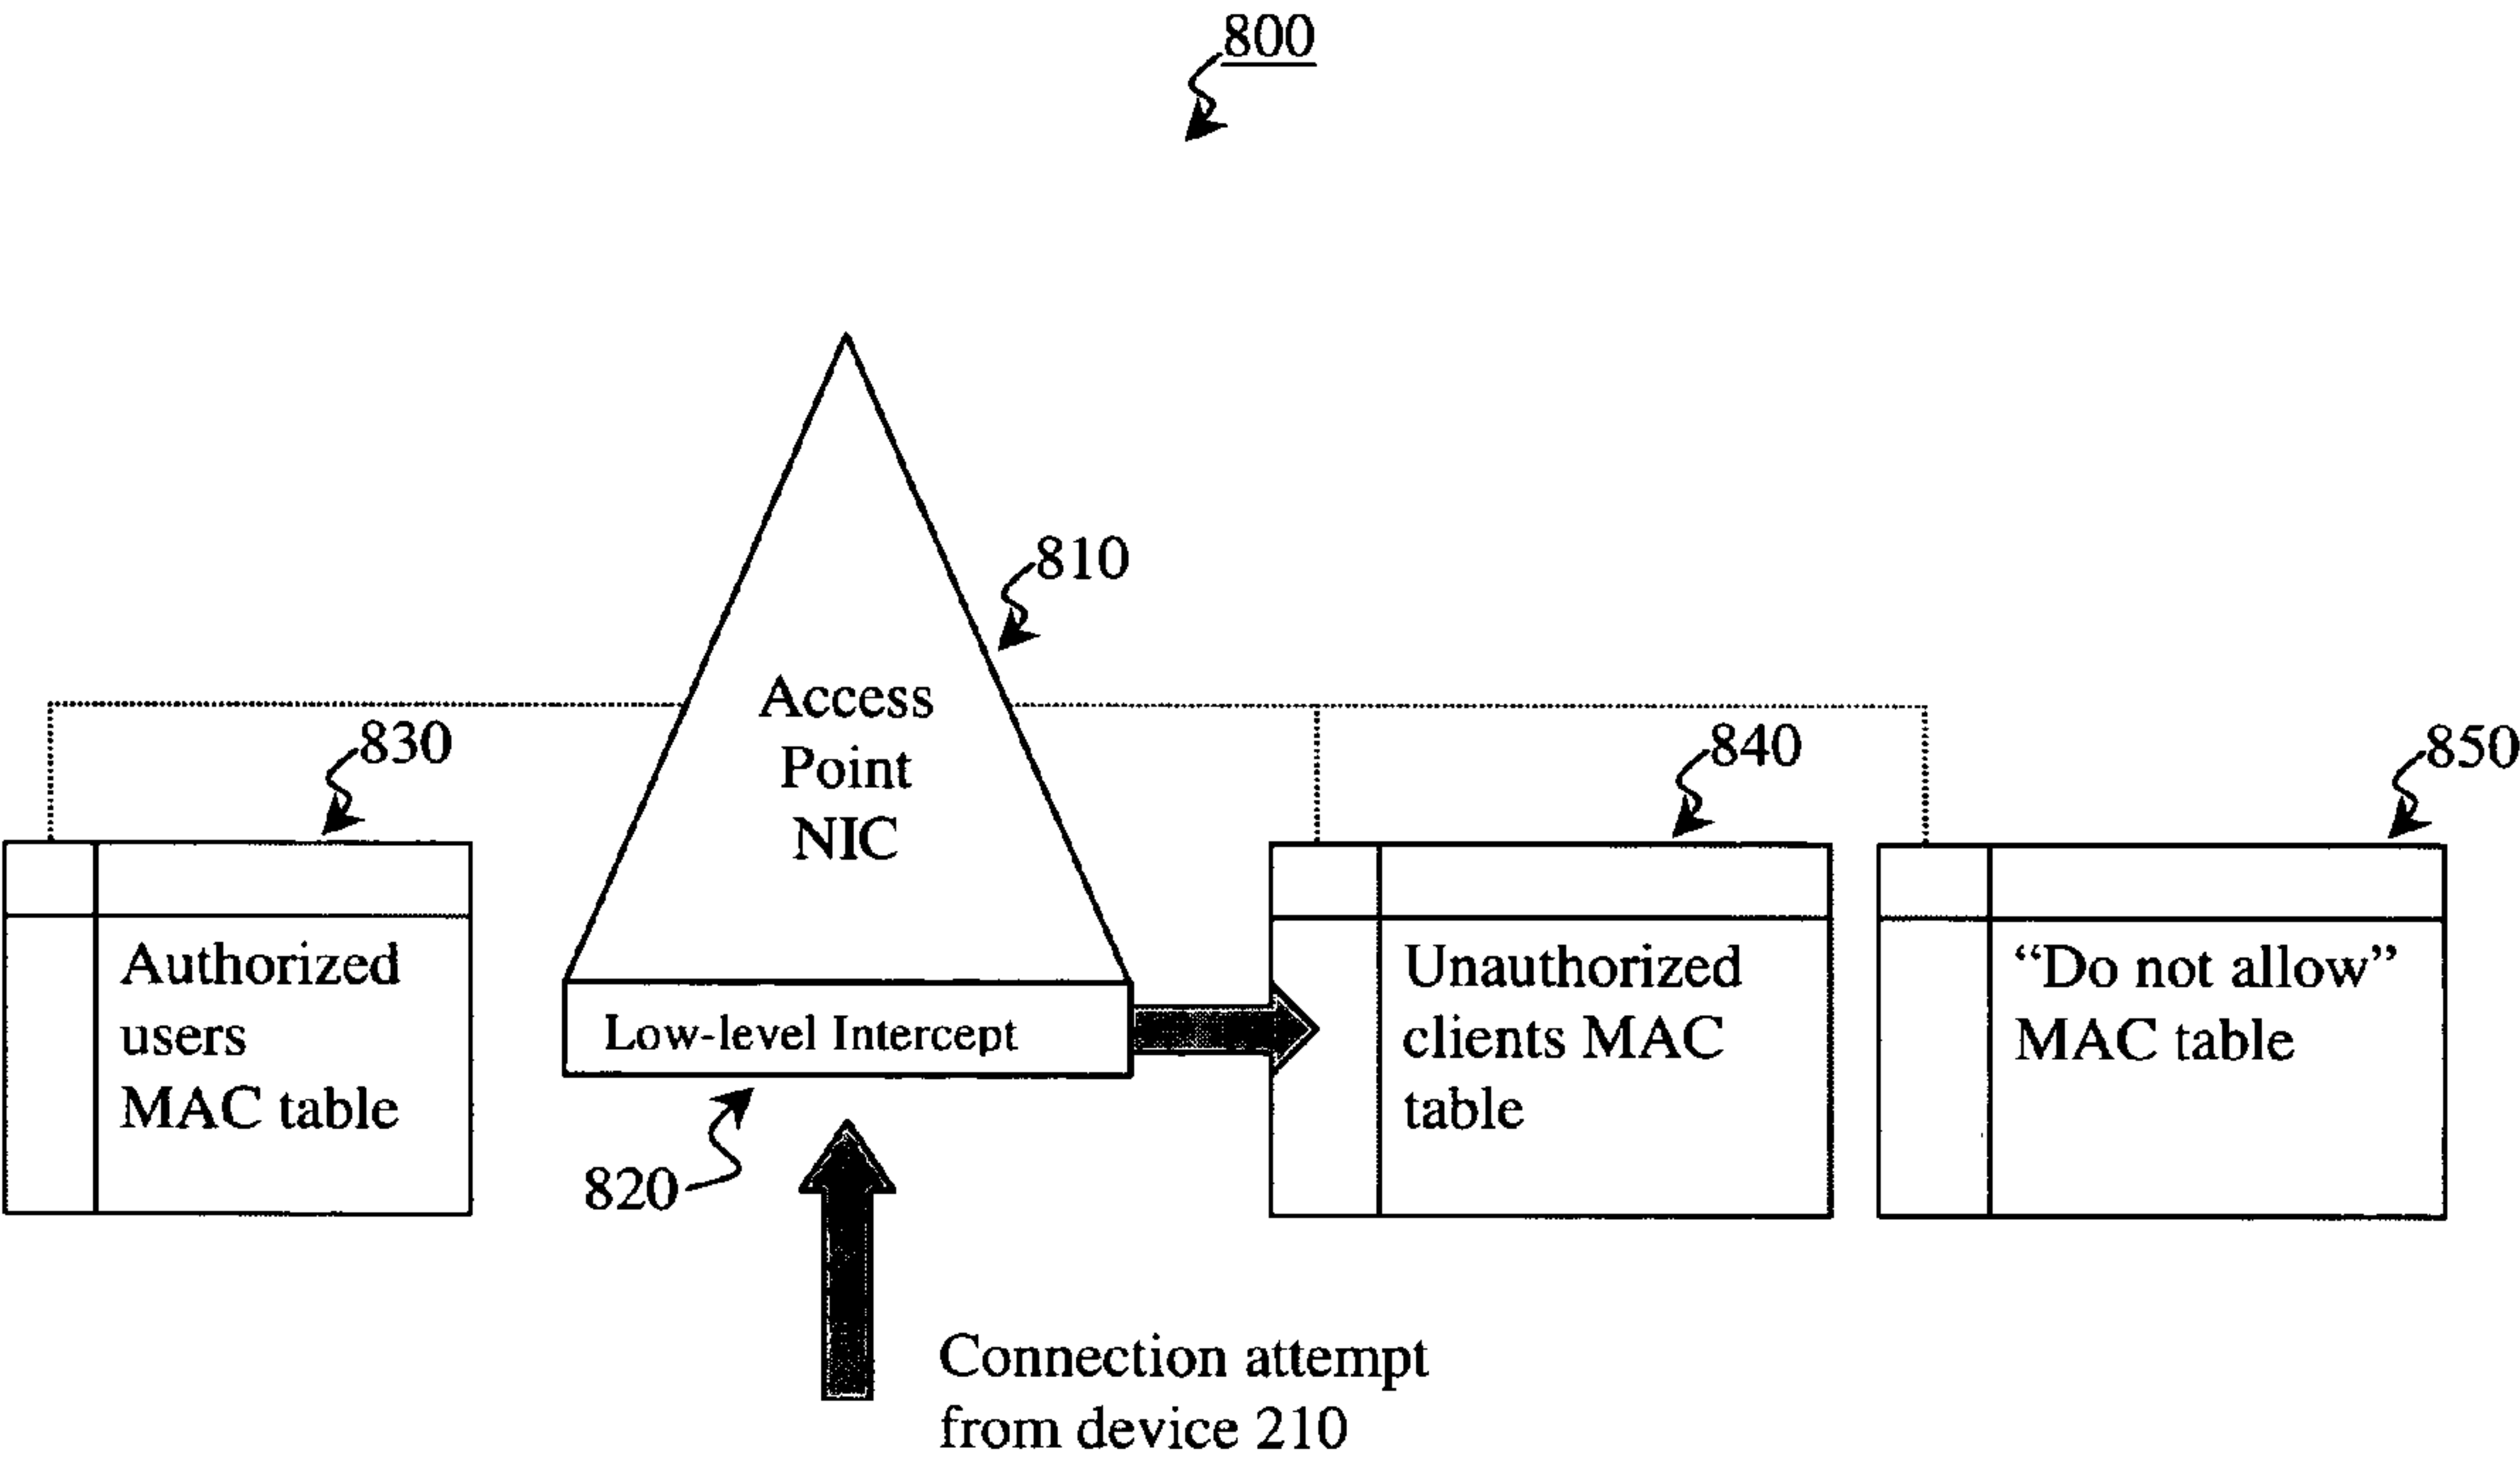 800
810
Access
Point
NIC
830
840
850
Authorized
users
MAC table
Low-level Intercept
Unauthorized
clients MAC
table
“Do not allow”
MAC table
820
Connection attempt
from device 210